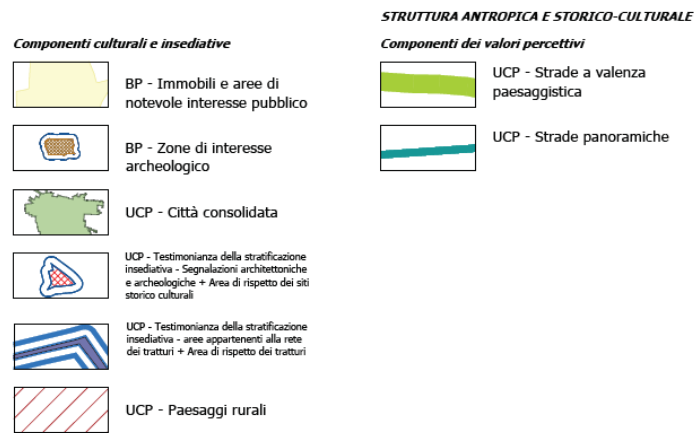 STRUTTURA ANTROPICA E STORICO-CULTURALE
Componenti culturali e insediative
BP - Immobili e aree di
notevole interesse pubblico
BP - Zone di interesse
archeologico
UCP - Città consolidata
UCP - Testimonianza della stratificazione
insediativa - Segnalazioni architettoniche
e archeologiche + Area di rispetto dei siti
storico culturali
UCP - Testimonianza della stratificazione
insediativa - aree appartenenti alla rete
dei tratturi + Area di rispetto dei tratturi
UCP - Paesaggi rurali
Componenti dei valori percettivi
UCP - Strade a valenza
paesaggistica
UCP - Strade panoramiche